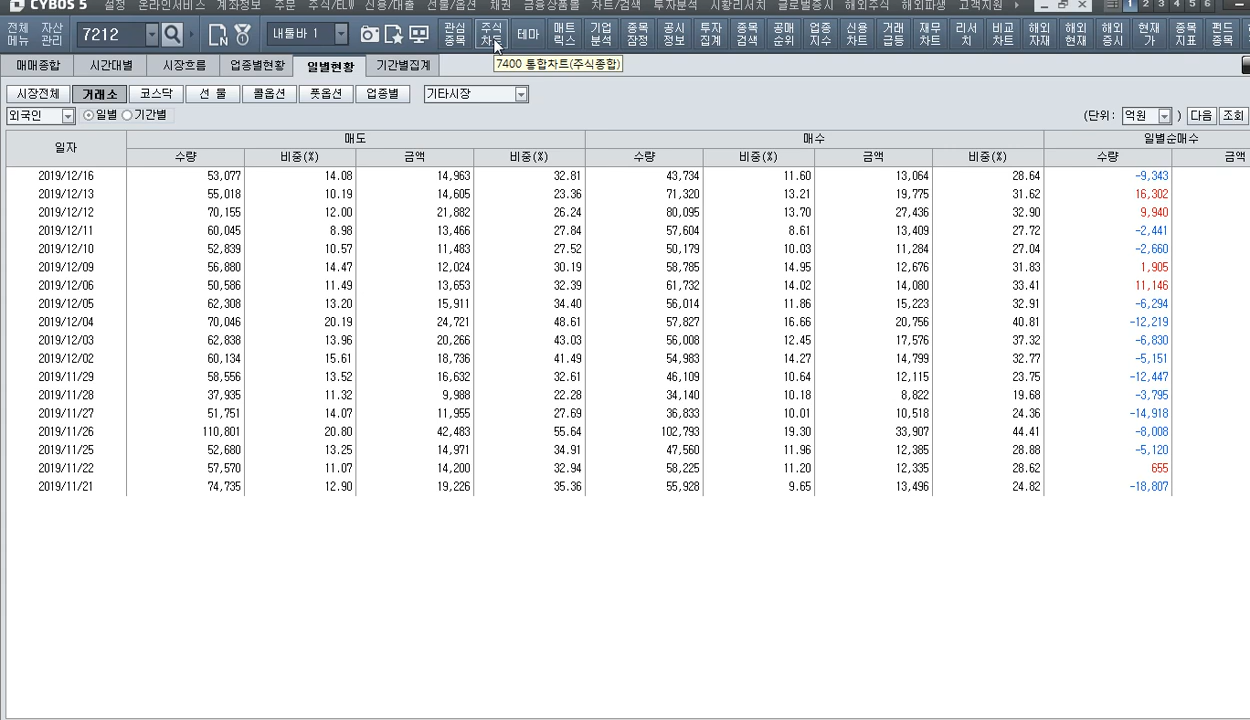 CYBOS 5 설정 온라인서비스 계좌정보 주문 주식/ELW 신용/대출 선물/옵션 채권 금융상품몰 차트/검색 투자분석 시황리서치 글로벌증시 해외주식 해외파생 고객지원 1 2 3 4 5 6
전체메뉴 자산관리 7212 내툴바 1 관심종목 주식차트 테마 매트릭스 기업분석 종목잠정 공시정보 투자집계 종목검색 공매순위 업종지수 신용차트 거래급등 재무차트 리서치 비교차트 해외자재 해외현재 해외증시 현재가 종목지표 펀드종목
7400 통합차트(주식종합)
매매종합 시간대별 시장흐름 업종별현황 일별현황 기간별집계
시장전체 거래소 코스닥 선 물 콜옵션 풋옵션 업종별 기타시장
외국인 일별 기간별 (단위: 억원 ) 다음 조회
일자 매도 매수 일별순매수
수량 비중(%) 금액 비중(%) 수량 비중(%) 금액 비중(%) 수량 금액
2019/12/16 53,077 14.08 14,963 32.81 43,734 11.60 13,064 28.64 -9,343
2019/12/13 55,018 10.19 14,605 23.36 71,320 13.21 19,775 31.62 16,302
2019/12/12 70,155 12.00 21,882 26.24 80,095 13.70 27,436 32.90 9,940
2019/12/11 60,045 8.98 13,466 27.84 57,604 8.61 13,409 27.72 -2,441
2019/12/10 52,839 10.57 11,483 27.52 50,179 10.03 11,284 27.04 -2,660
2019/12/09 56,880 14.47 12,024 30.19 58,785 14.95 12,676 31.83 1,905
2019/12/06 50,586 11.49 13,653 32.39 61,732 14.02 14,080 33.41 11,146
2019/12/05 62,308 13.20 15,911 34.40 56,014 11.86 15,223 32.91 -6,294
2019/12/04 70,046 20.19 24,721 48.61 57,827 16.66 20,756 40.81 -12,219
2019/12/03 62,838 13.96 20,266 43.03 56,008 12.45 17,576 37.32 -6,830
2019/12/02 60,134 15.61 18,736 41.49 54,983 14.27 14,799 32.77 -5,151
2019/11/29 58,556 13.52 16,632 32.61 46,109 10.64 12,115 23.75 -12,447
2019/11/28 37,935 11.32 9,988 22.28 34,140 10.18 8,822 19.68 -3,795
2019/11/27 51,751 14.07 11,955 27.69 36,833 10.01 10,518 24.36 -14,918
2019/11/26 110,801 20.80 42,483 55.64 102,793 19.30 33,907 44.41 -8,008
2019/11/25 52,680 13.25 14,971 34.91 47,560 11.96 12,385 28.88 -5,120
2019/11/22 57,570 11.07 14,200 32.94 58,225 11.20 12,335 28.62 655
2019/11/21 74,735 12.90 19,226 35.36 55,928 9.65 13,496 24.82 -18,807